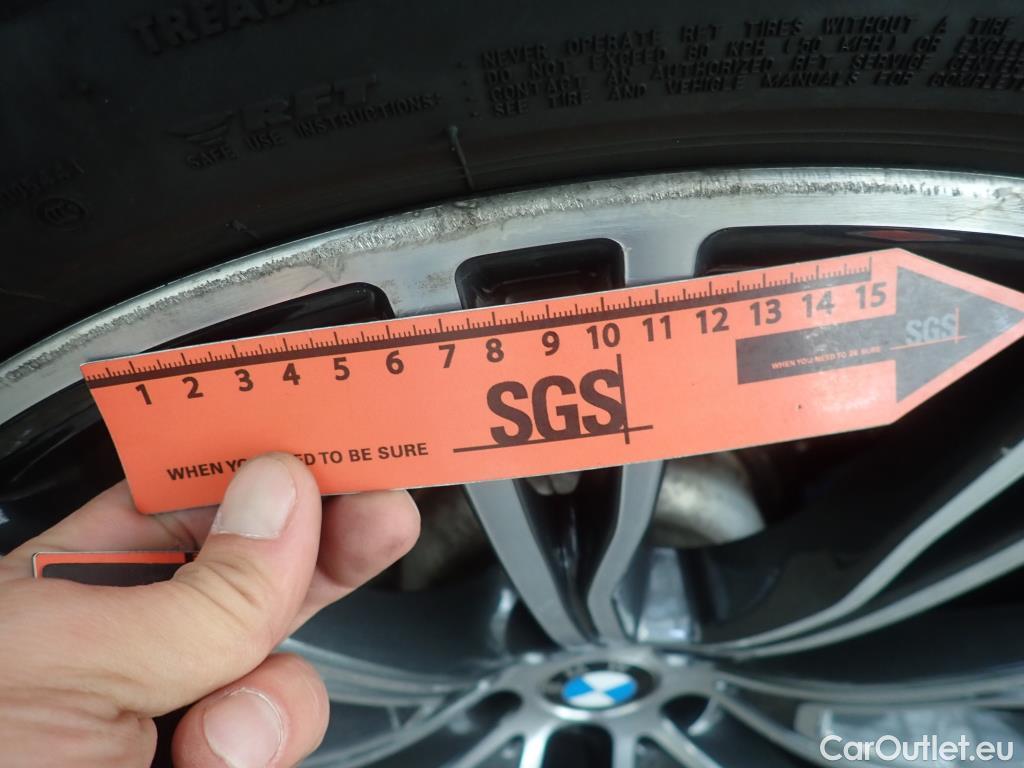 NEVER OPERATE RFT TIRES WITHOUT A TIRE
DO NOT EXCEED 80 KPH (50 MPH) OR EXCEED
CONTACT AN AUTHORIZED RFT SERVICE
SEE TIRE AND VEHICLE MANUALS FOR COMPLETE
RFT
SAFE USE INSTRUCTIONS:
1 2 3 4 5 6 7 8 9 10 11 12 13 14 15
SGS
WHEN YOU NEED TO BE SURE
SGS
WHEN NEED TO BE SURE
CarOutlet.eu